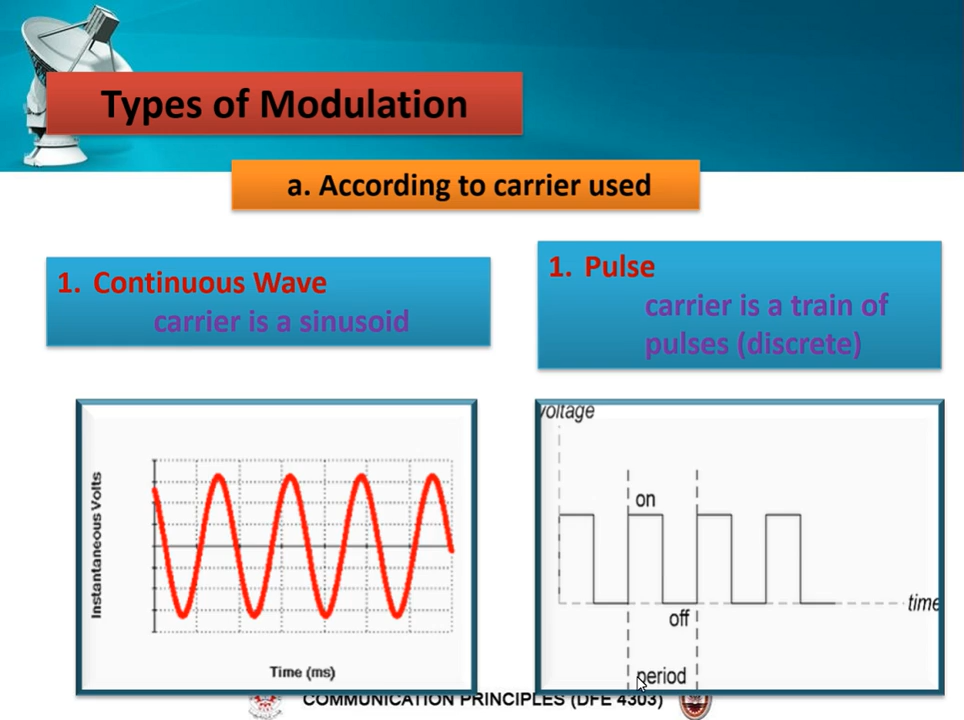 Types of Modulation
a. According to carrier used
1. Continuous Wave
carrier is a sinusoid
1. Pulse
carrier is a train of
pulses (discrete)
Instantaneous Volts
Time (ms)
voltage
on
off
time
period
COMMUNICATION PRINCIPLES (DFE 4303)